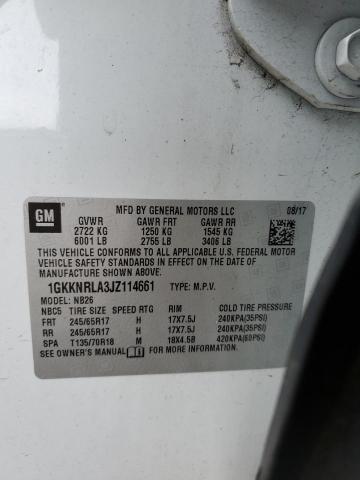 GM
MFD BY GENERAL MOTORS LLC 08/17
GVWR GAWR FRT GAWR RR
2722 KG 1250 KG 1545 KG
6001 LB 2755 LB 3406 LB
THIS VEHICLE CONFORMS TO ALL APPLICABLE U.S. FEDERAL MOTOR
VEHICLE SAFETY STANDARDS IN EFFECT ON THE DATE OF
MANUFACTURE SHOWN ABOVE.
1GKKNRLA3JZ114661 TYPE: M.P.V.
MODEL: NB26
NBC5 TIRE SIZE SPEED RTG RIM COLD TIRE PRESSURE
FRT 245/65R17 H 17X7.5J 240KPA(35PSI)
RR 245/65R17 H 17X7.5J 240KPA(35PSI)
SPA T135/70R18 M 18X4.5B 420KPA(60PSI)
SEE OWNER'S MANUAL FOR MORE INFORMATION.